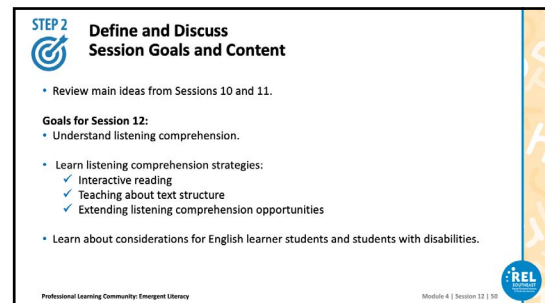 STEP 2
Define and Discuss
Session Goals and Content
• Review main ideas from Sessions 10 and 11.
Goals for Session 12:
• Understand listening comprehension.
• Learn listening comprehension strategies:
✓ Interactive reading
✓ Teaching about text structure
✓ Extending listening comprehension opportunities
• Learn about considerations for English learner students and students with disabilities.
Professional Learning Community: Emergent Literacy
Module 4 | Session 12 | 50
REL
SOUTHEAST